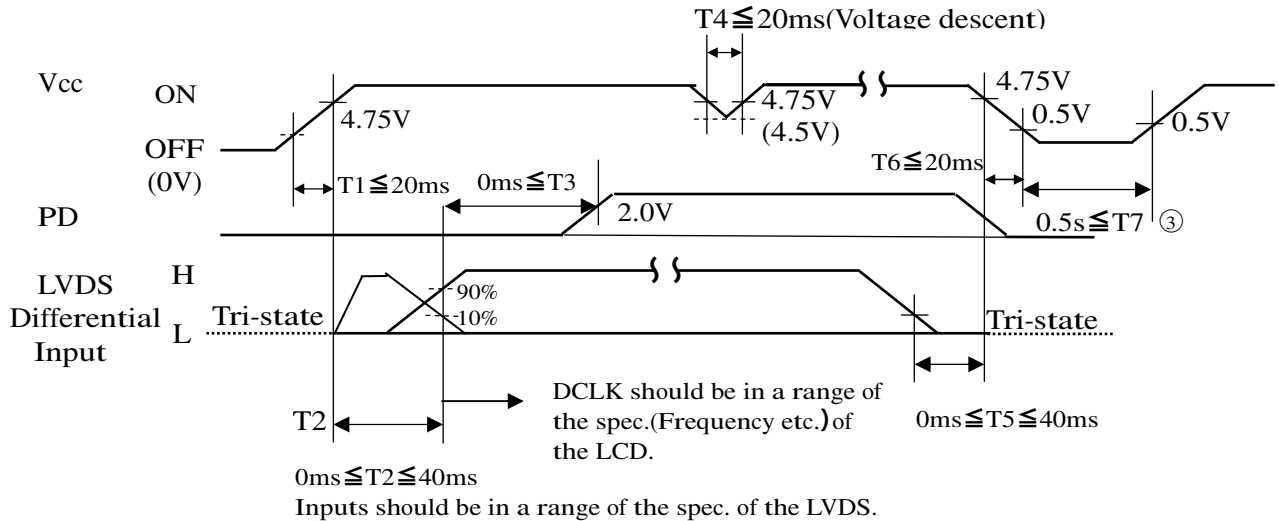 T4≦20ms(Voltage descent)
Vcc
ON
OFF
(0V)
4.75V
4.75V
(4.5V)
4.75V
0.5V
0.5V
T1≦20ms
0ms≦T3
T6≦20ms
PD
2.0V
0.5s≦T7 ③
LVDS
Differential
Input
H
L
Tri-state
90%
10%
Tri-state
T2
DCLK should be in a range of
the spec.(Frequency etc.)of
the LCD.
0ms≦T5≦40ms
0ms≦T2≦40ms
Inputs should be in a range of the spec. of the LVDS.